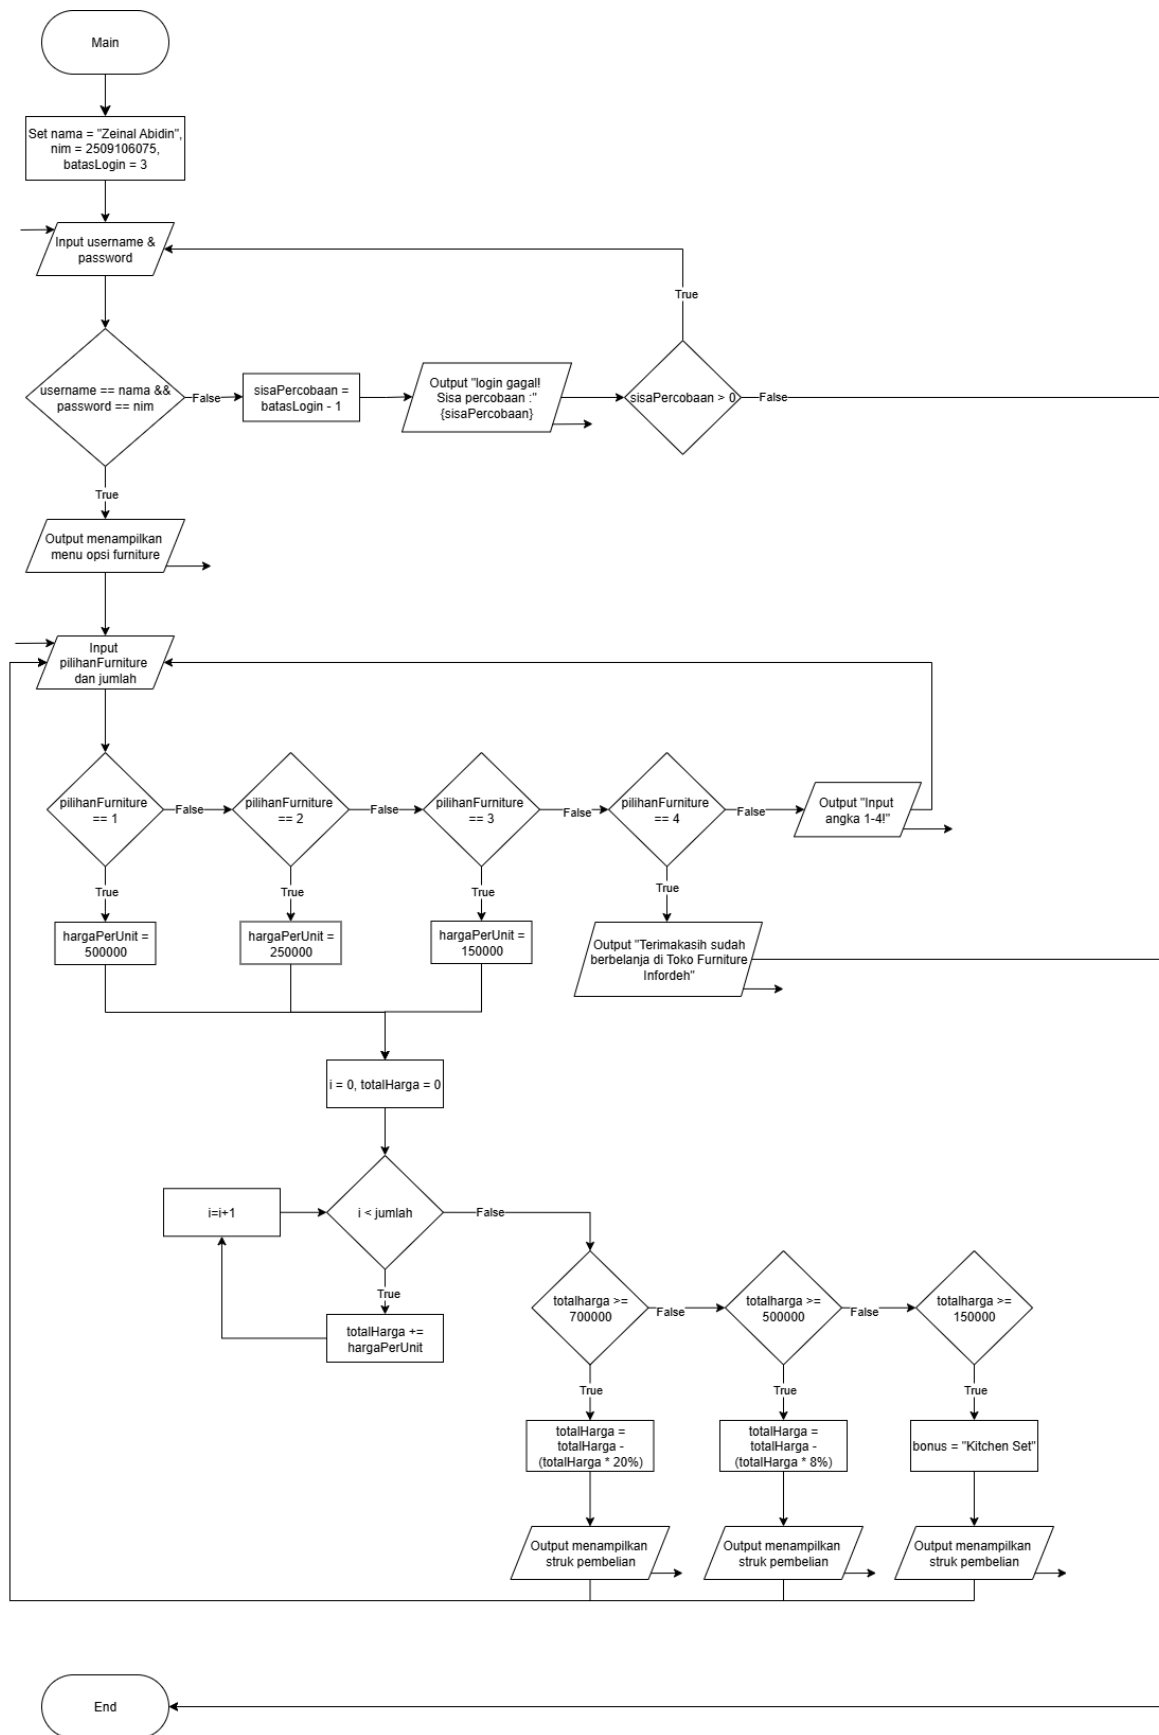 Main
Set nama = "Zeinal Abidin",
nim = 2509106075,
batasLogin = 3
Input username &
password
True
username == nama &&
password == nim
False
sisaPercobaan =
batasLogin - 1
Output "login gagal!
Sisa percobaan :"
{sisaPercobaan}
sisaPercobaan > 0
False
True
Output menampilkan
menu opsi furniture
Input
pilihanFurniture
dan jumlah
pilihanFurniture
== 1
False
pilihanFurniture
== 2
False
pilihanFurniture
== 3
False
pilihanFurniture
== 4
False
Output "Input
angka 1-4!"
True
True
True
True
hargaPerUnit =
500000
hargaPerUnit =
250000
hargaPerUnit =
150000
Output "Terimakasih sudah
berbelanja di Toko Furniture
Infordeh"
i = 0, totalHarga = 0
i=i+1
i < jumlah
False
True
totalHarga +=
hargaPerUnit
totalharga >=
700000
False
totalharga >=
500000
False
totalharga >=
150000
True
True
True
totalHarga =
totalHarga -
(totalHarga * 20%)
totalHarga =
totalHarga -
(totalHarga * 8%)
bonus = "Kitchen Set"
Output menampilkan
struk pembelian
Output menampilkan
struk pembelian
Output menampilkan
struk pembelian
End